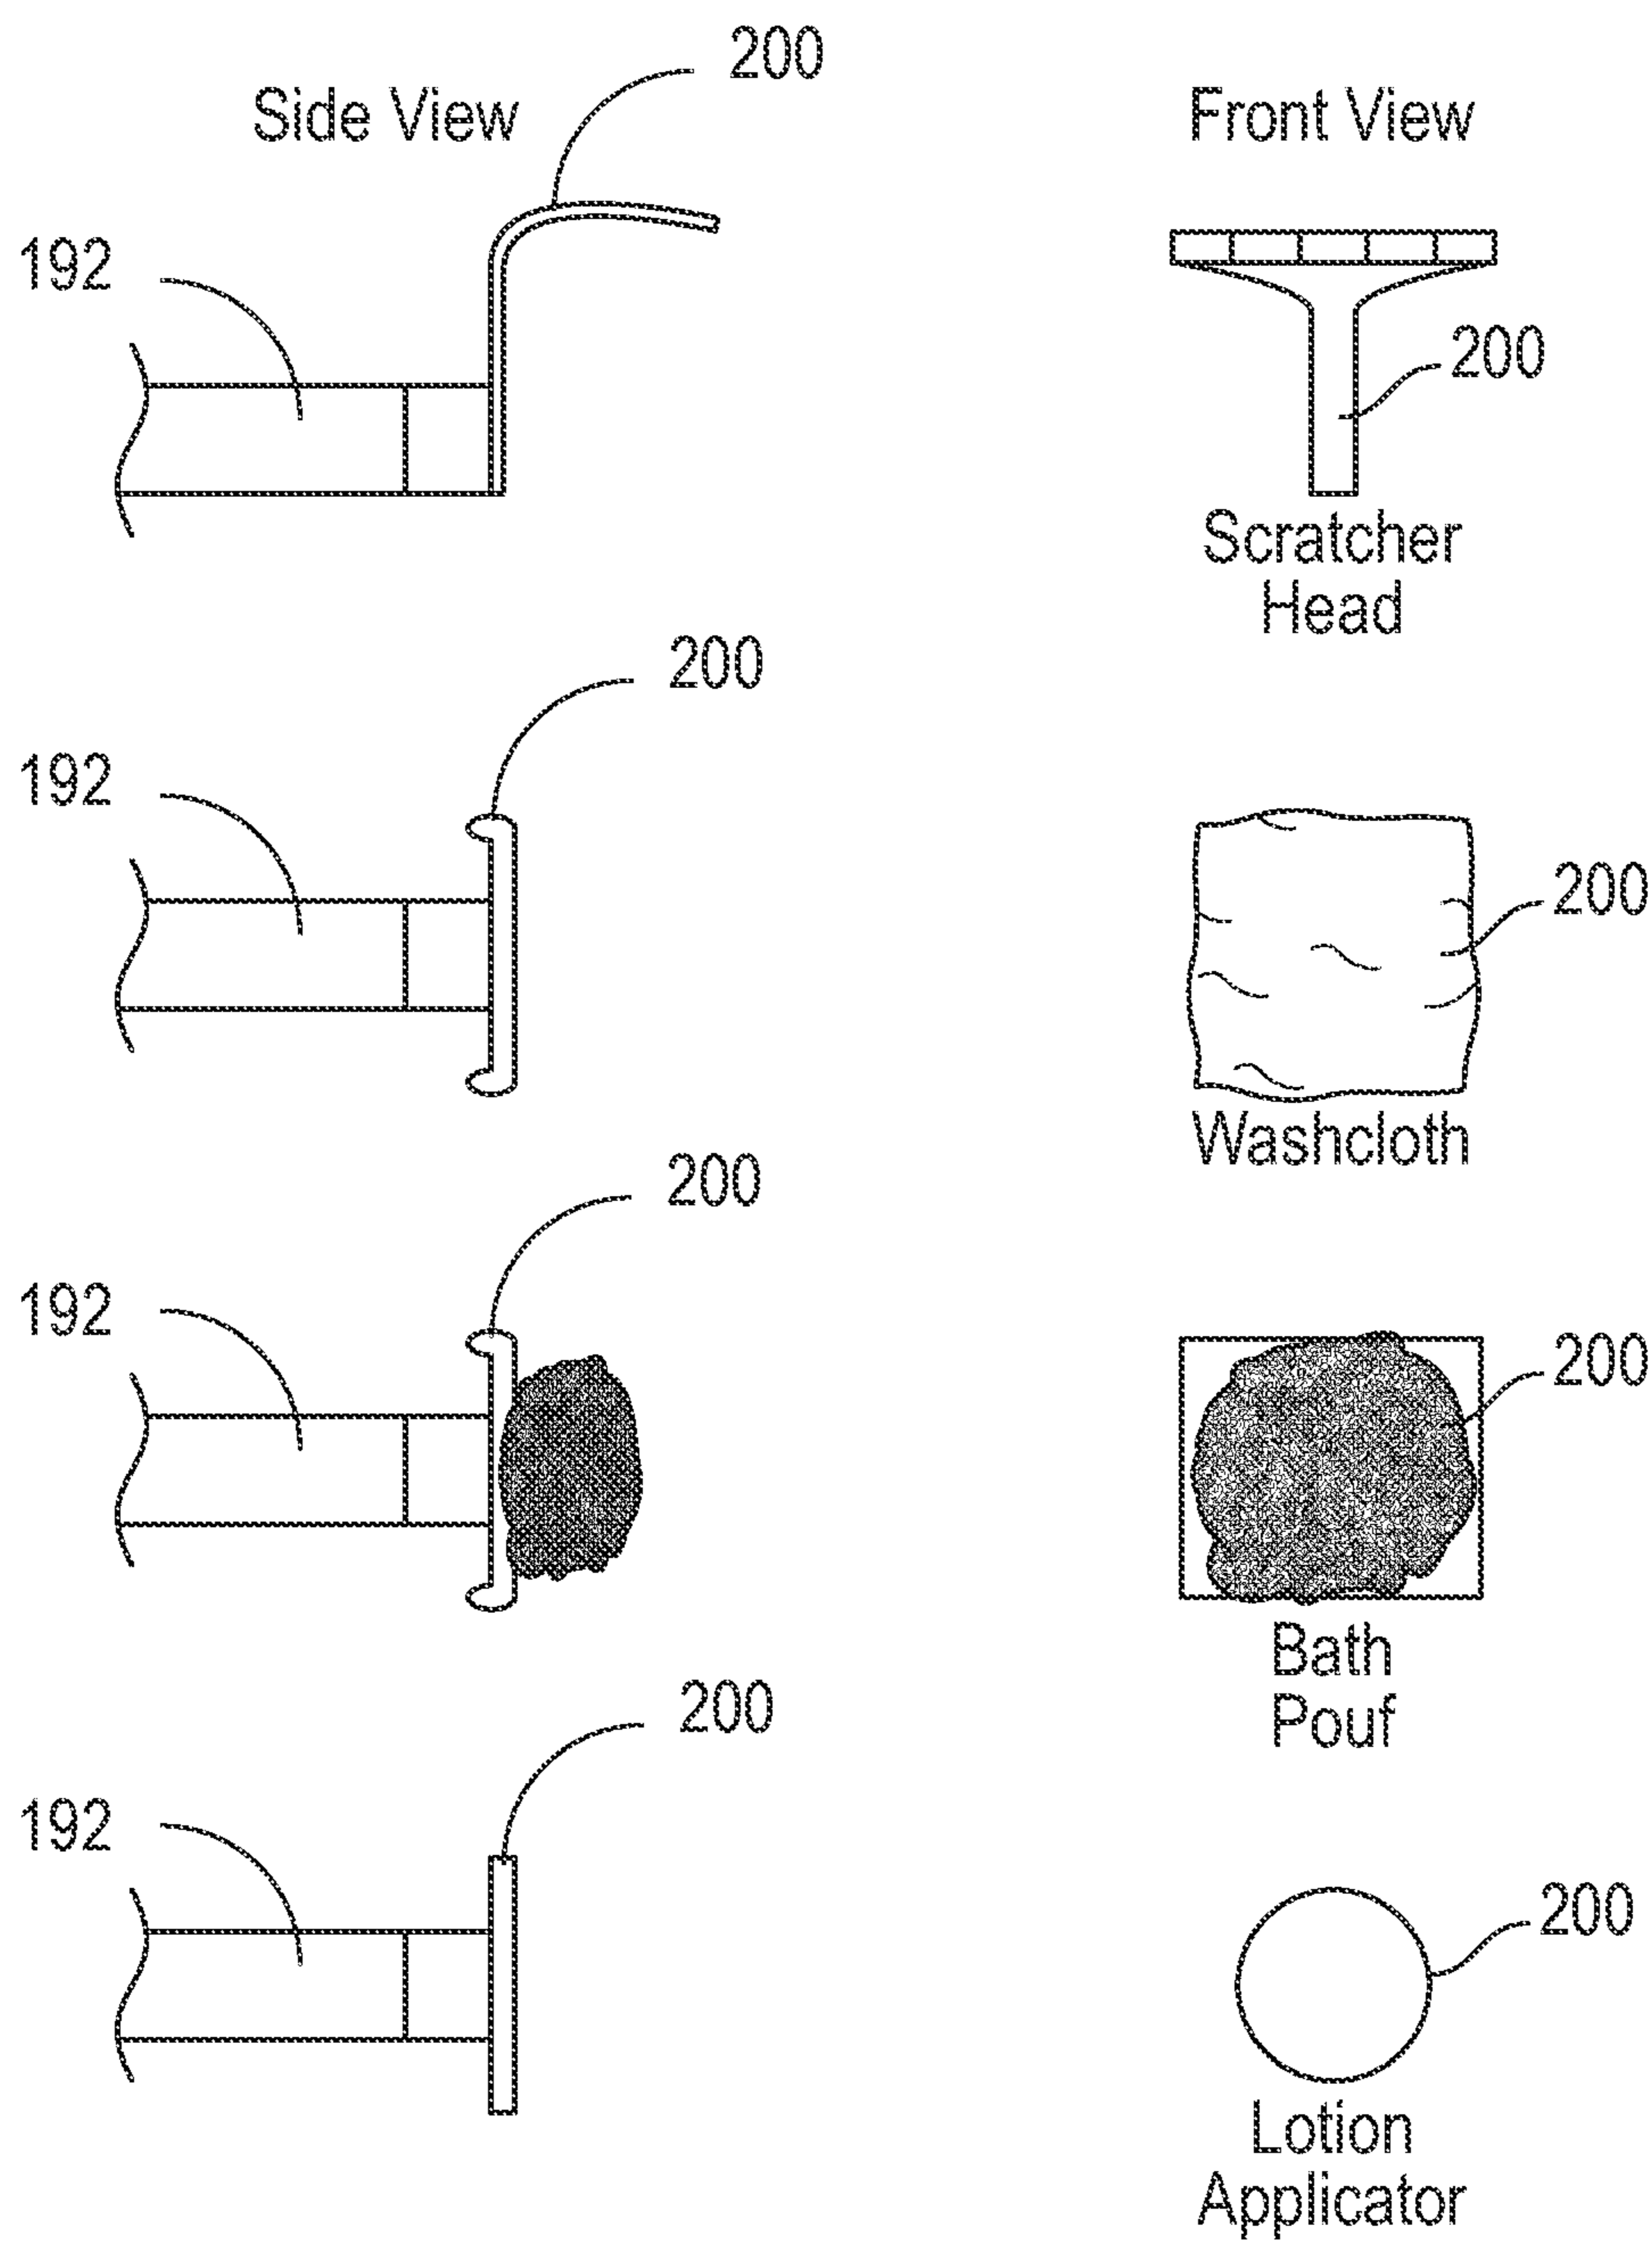 200
Side View
Front View
192
200
Scratcher
Head
200
192
200
Washcloth
200
192
200
Bath
Pouf
200
192
200
Lotion
Applicator